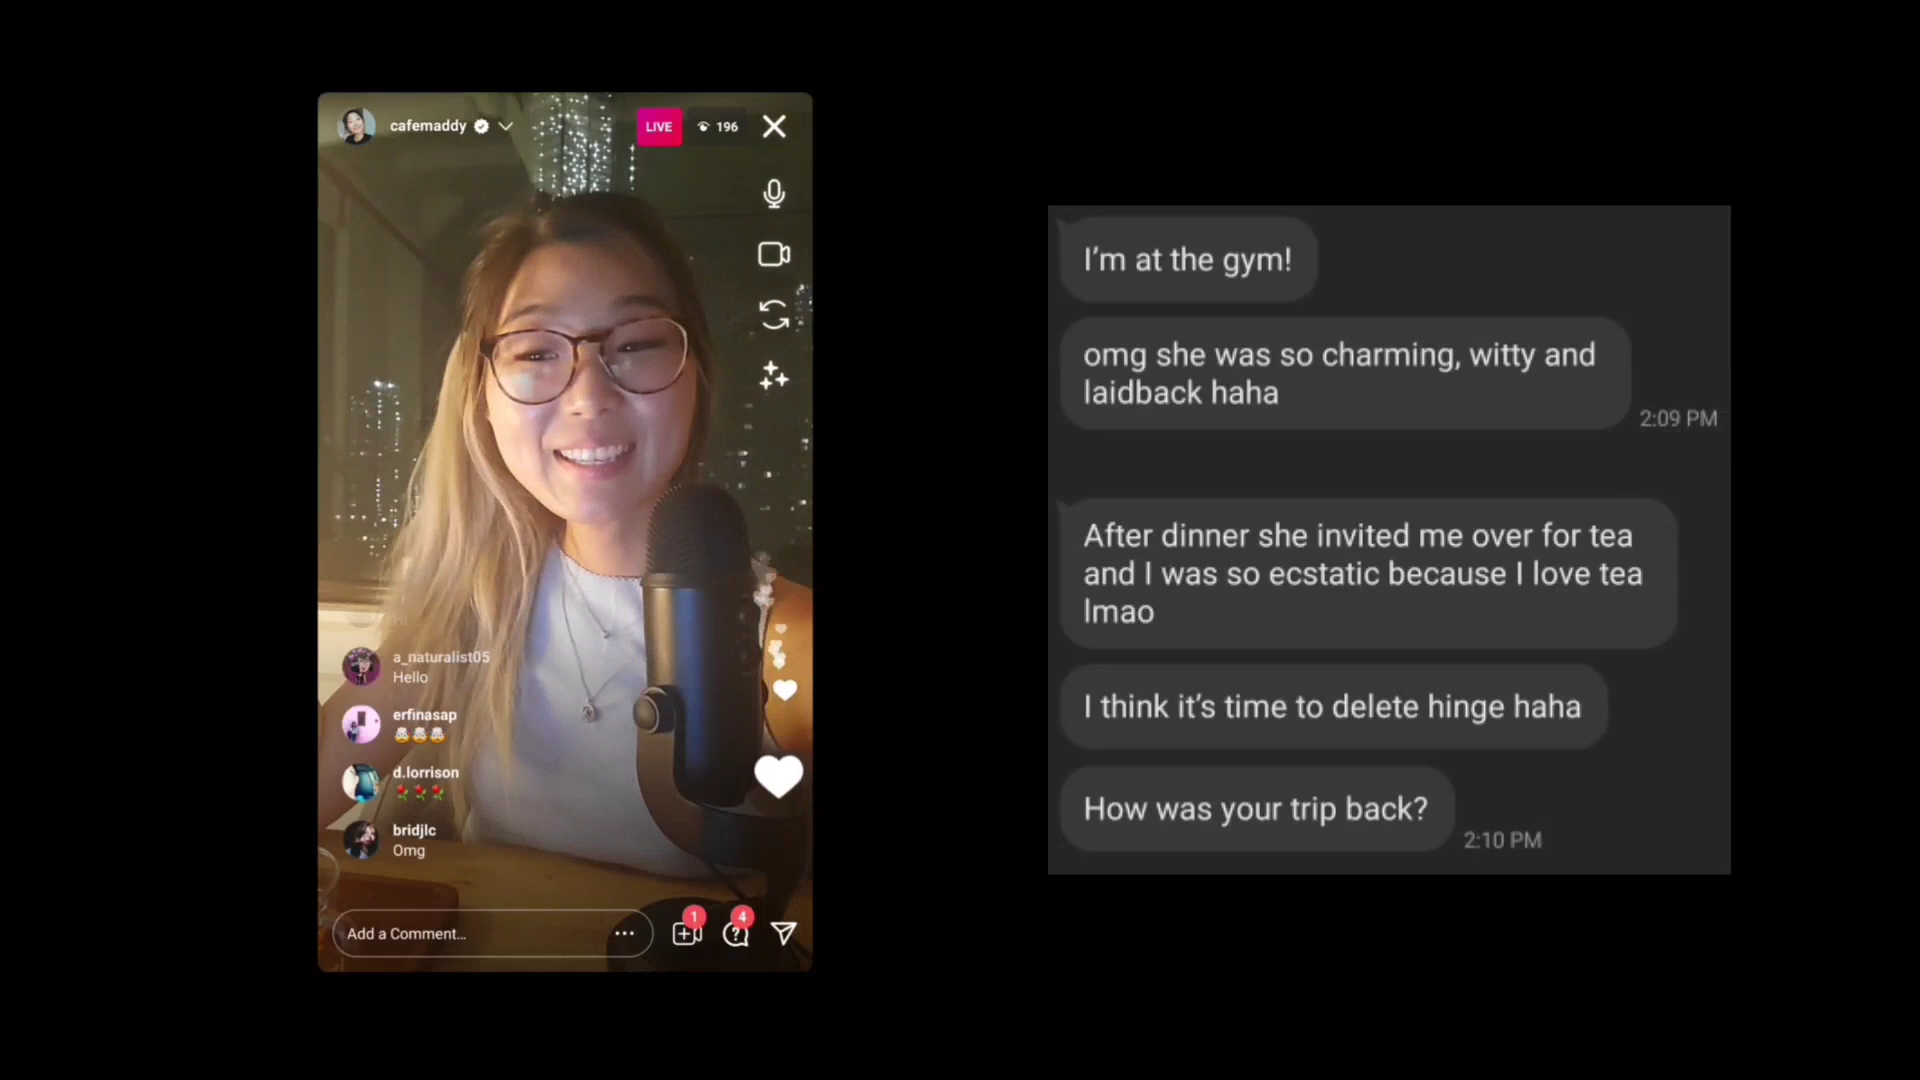 cafemaddy
LIVE
196
Hi
a_naturalist05
Hello
erfinasap
🤯🤯🤯
d.lorrison
🌹🌹🌹
bridjlc
Omg
Add a Comment...
1
4
I'm at the gym!
omg she was so charming, witty and
laidback haha
2:09 PM
After dinner she invited me over for tea
and I was so ecstatic because I love tea
lmao
I think it's time to delete hinge haha
How was your trip back?
2:10 PM